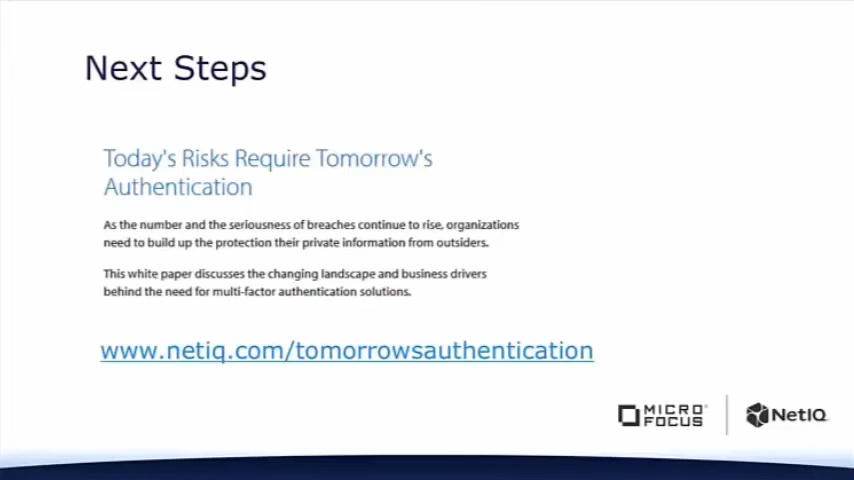 Next Steps
Today's Risks Require Tomorrow's
Authentication
As the number and the seriousness of breaches continue to rise, organizations
need to build up the protection their private information from outsiders.
This white paper discusses the changing landscape and business drivers
behind the need for multi-factor authentication solutions.
www.netiq.com/tomorrowsauthentication
MICRO
FOCUS
NetIQ